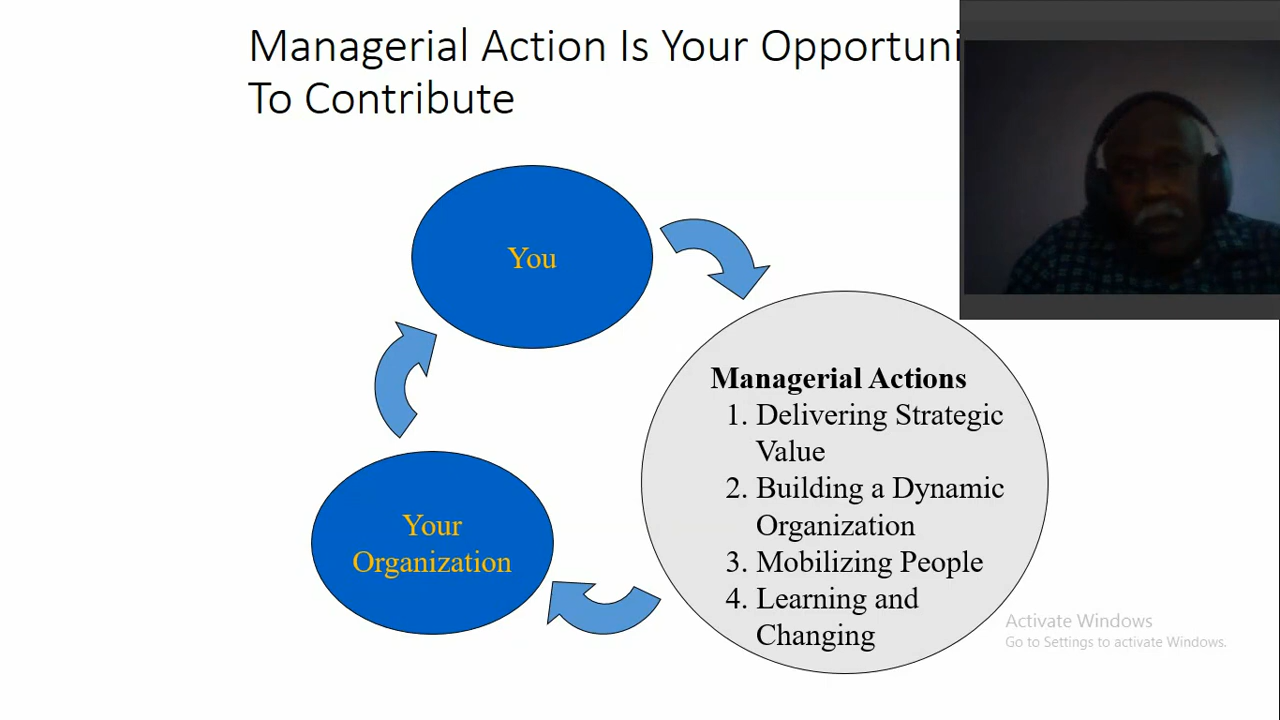 Managerial Action Is Your Opportuni
To Contribute
You
Managerial Actions
1. Delivering Strategic
Value
2. Building a Dynamic
Organization
3. Mobilizing People
4. Learning and
Changing
Your
Organization
Activate Windows
Go to Settings to activate Windows.